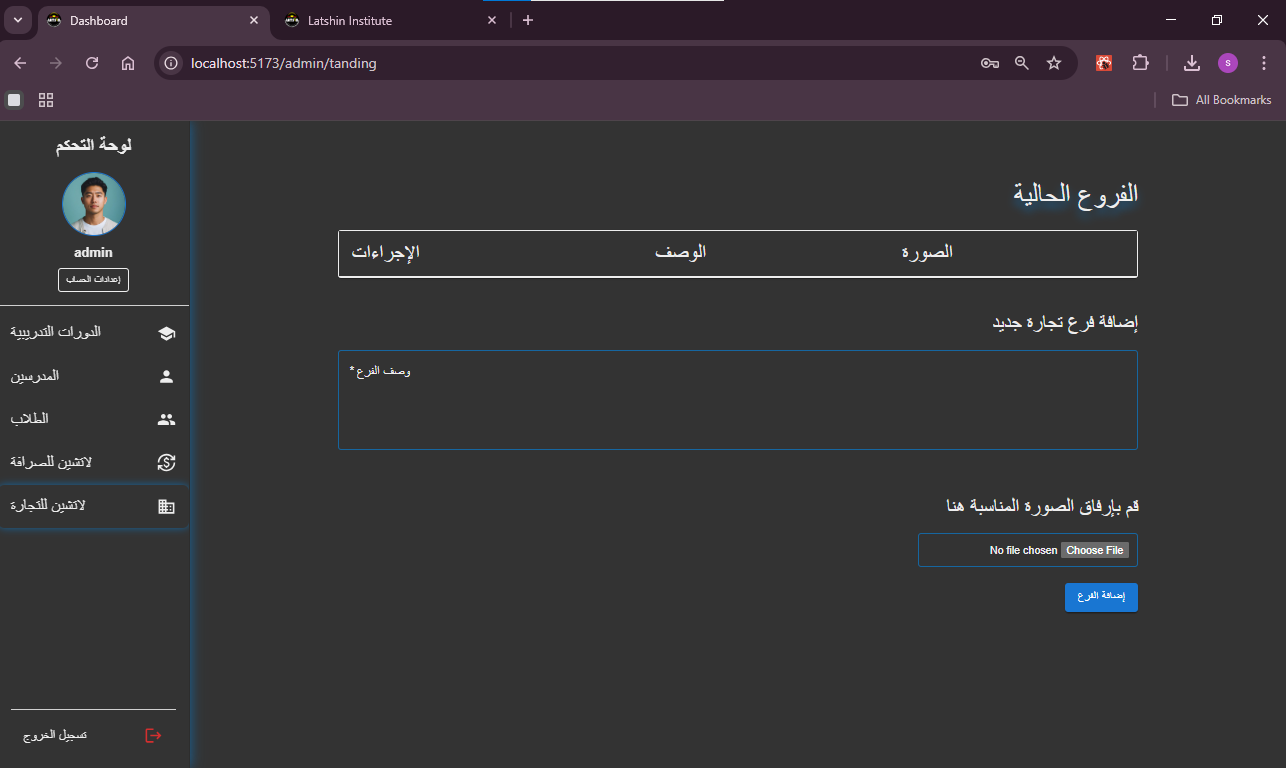 Dashboard
Latshin Institute
localhost:5173/admin/tanding
s
All Bookmarks
لوحة التحكم
admin
إعدادات الحساب
الدورات التدريبية
المدرسين
الطلاب
لاتشين للصرافة
لاتشين للتجارة
تسجيل الخروج
الفروع الحالية
الصورة الوصف الإجراءات
إضافة فرع تجارة جديد
وصف الفرع *
قم بإرفاق الصورة المناسبة هنا
Choose File No file chosen
إضافة الفرع